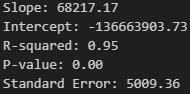 Slope: 68217.17
Intercept: -136663903.73
R-squared: 0.95
P-value: 0.00
Standard Error: 5009.36